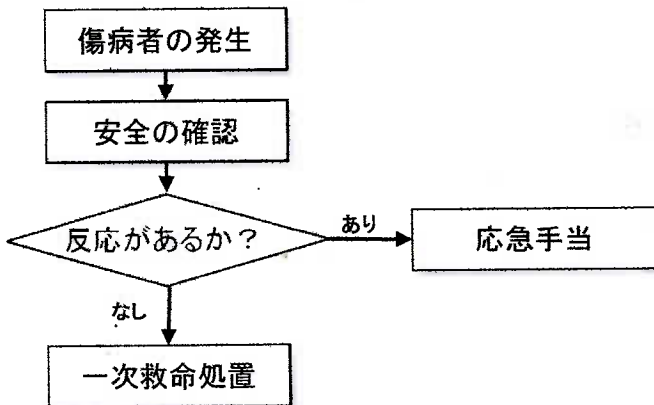 傷病者の発生
安全の確認
反応があるか？
あり
応急手当
なし
一次救命処置